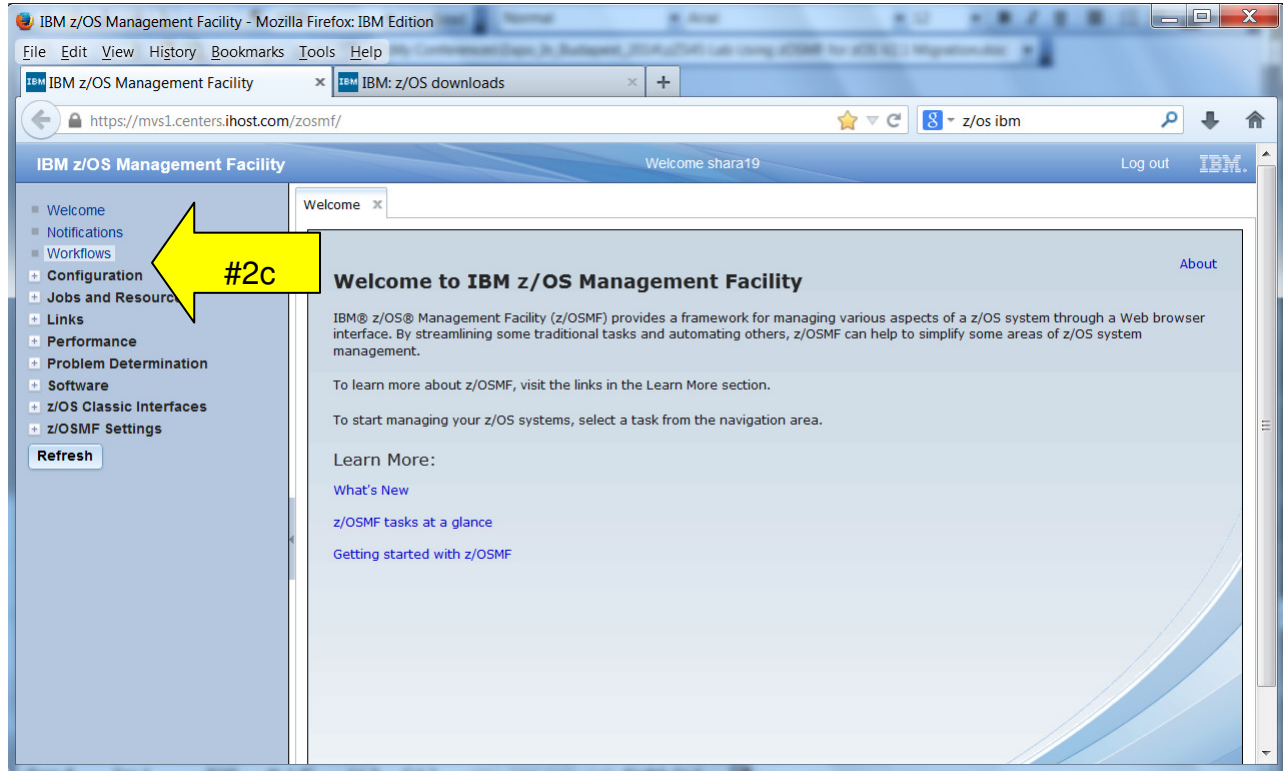 IBM z/OS Management Facility - Mozilla Firefox: IBM Edition
File Edit View History Bookmarks Tools Help
IBM IBM z/OS Management Facility x IBM IBM: z/OS downloads x +
https://mvs1.centers.ihost.com/zosmf/ 8 z/os ibm
IBM z/OS Management Facility Welcome shara19 Log out IBM.
Welcome
Notifications
Workflows
Configuration
Jobs and Resourc
Links
Performance
Problem Determination
Software
z/OS Classic Interfaces
z/OSMF Settings
Refresh
#2c
Welcome x
About
Welcome to IBM z/OS Management Facility
IBM® z/OS® Management Facility (z/OSMF) provides a framework for managing various aspects of a z/OS system through a Web browser
interface. By streamlining some traditional tasks and automating others, z/OSMF can help to simplify some areas of z/OS system
management.
To learn more about z/OSMF, visit the links in the Learn More section.
To start managing your z/OS systems, select a task from the navigation area.
Learn More:
What's New
z/OSMF tasks at a glance
Getting started with z/OSMF